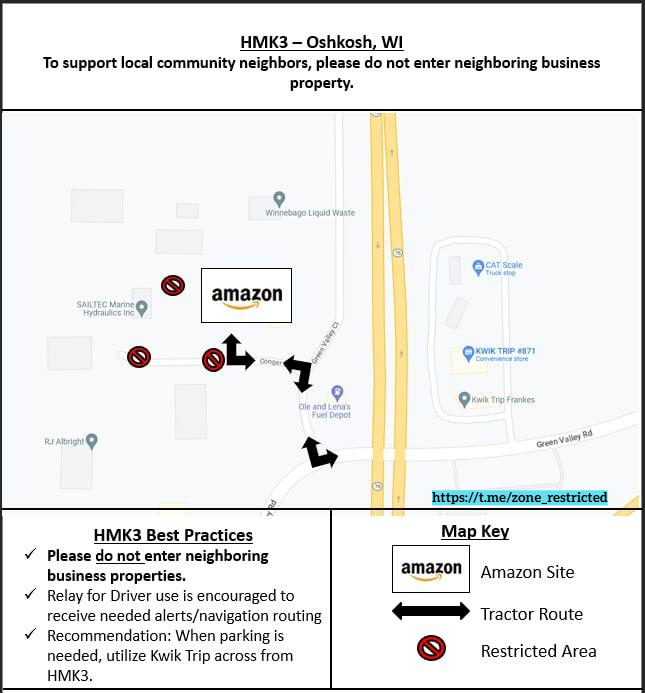 HMK3 – Oshkosh, WI
To support local community neighbors, please do not enter neighboring business
property.
Winnebago Liquid Waste
76
CAT Scale
Truck stop
amazon
SAILTEC Marine
Hydraulics Inc
Green Valley Ct
Conger
KWIK TRIP #871
Convenience store
Ole and Lena's
Fuel Depot
Kwik Trip Frankes
RJ Albright
Green Valley Rd
76
y Rd
https://t.me/zone_restricted
HMK3 Best Practices
✓ Please do not enter neighboring
business properties.
✓ Relay for Driver use is encouraged to
receive needed alerts/navigation routing
✓ Recommendation: When parking is
needed, utilize Kwik Trip across from
HMK3.
Map Key
amazon
Amazon Site
Tractor Route
Restricted Area